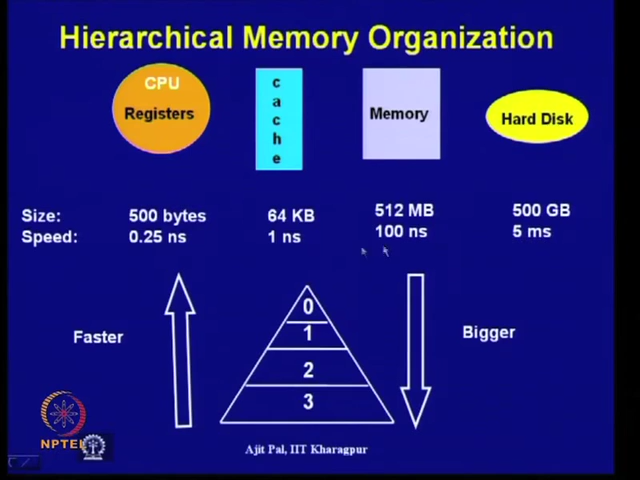 Hierarchical Memory Organization
CPU
Registers
cache
Memory
Hard Disk
Size: 500 bytes 64 KB 512 MB 500 GB
Speed: 0.25 ns 1 ns 100 ns 5 ms
0
1
2
3
Faster
Bigger
NPTEL
Ajit Pal, IIT Kharagpur